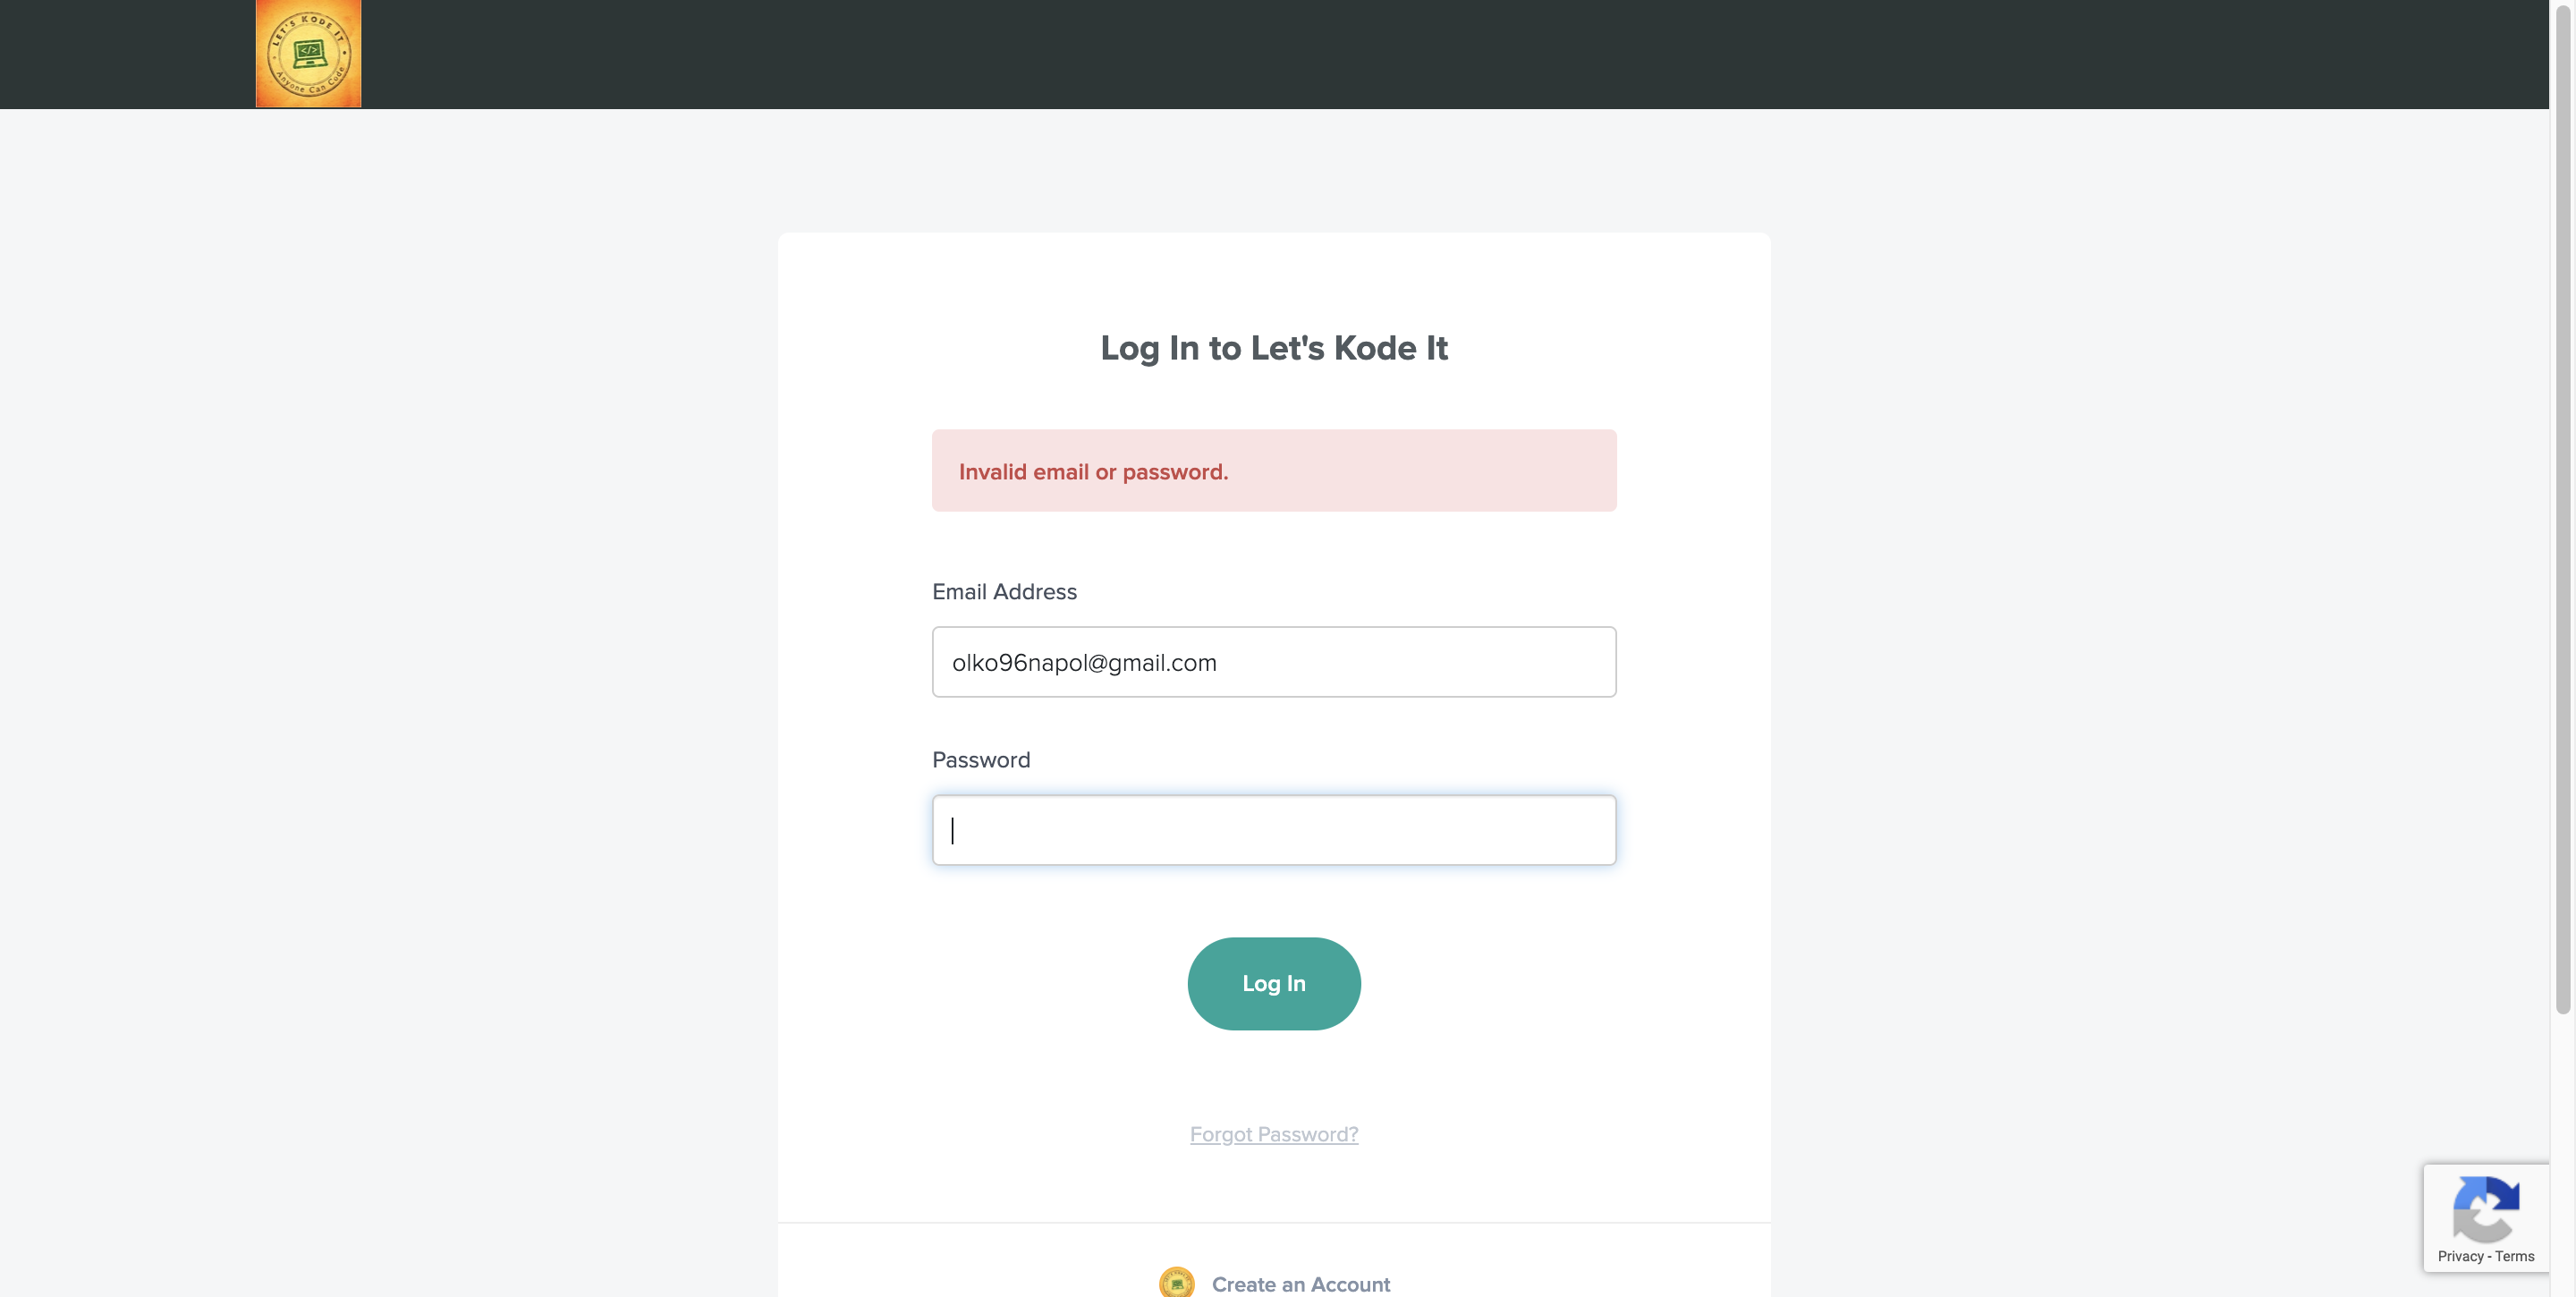 LET'S KODE IT
Anyone Can Code
Log In to Let's Kode It
Invalid email or password.
Email Address
olko96napol@gmail.com
Password
Log In
Forgot Password?
Create an Account
Privacy - Terms